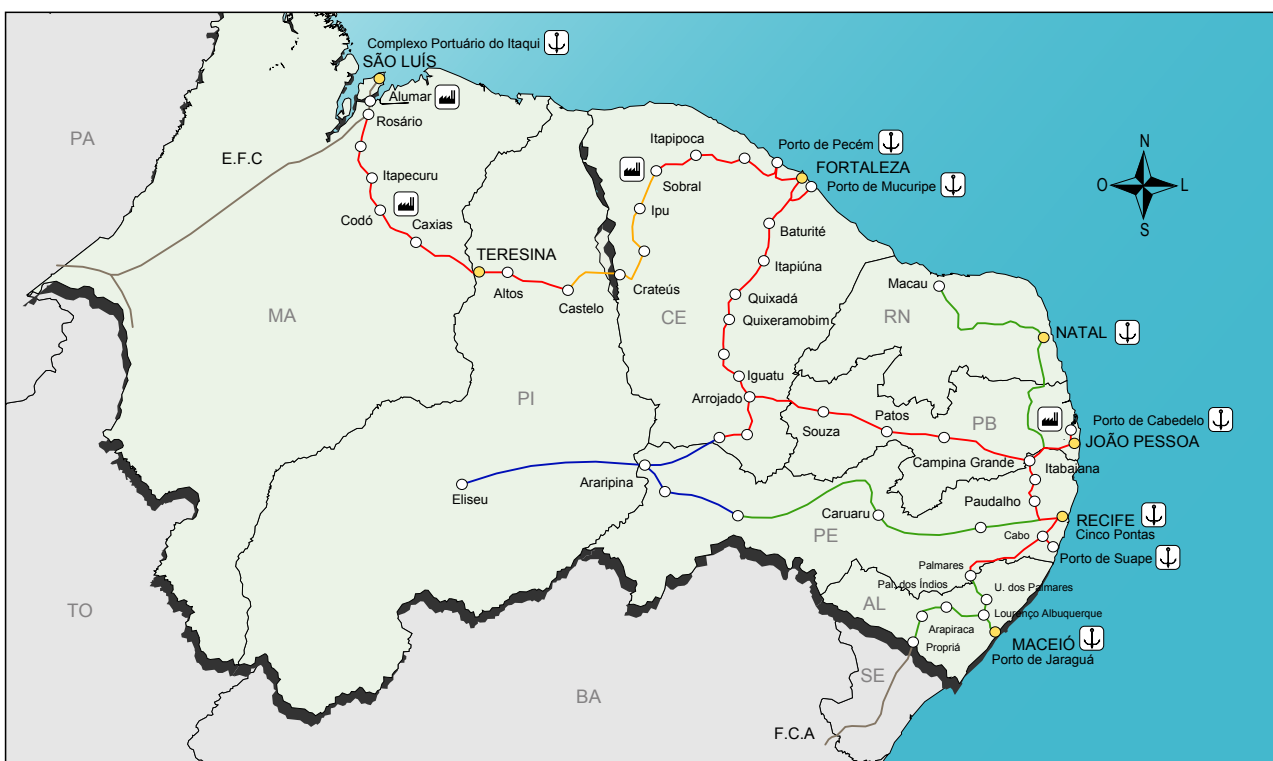 Complexo Portuário do Itaqui
SÃO LUÍS
Alumar
Rosário
PA
E.F.C
Itapecuru
Codó
Caxias
TERESINA
Altos
Castelo
MA
PI
Itapipoca
Sobral
Ipu
Crateús
CE
Porto de Pecém
FORTALEZA
Porto de Mucuripe
Baturité
Itapiúna
Quixadá
Quixeramobim
Iguatu
Arrojado
N
O
L
S
Macau
RN
NATAL
Souza
Patos
PB
Porto de Cabedelo
JOÃO PESSOA
Campina Grande
Itabaiana
Eliseu
Araripina
Paudalho
Caruaru
PE
RECIFE
Cinco Pontas
Cabo
Porto de Suape
Palmares
Pal. dos Índios
U. dos Palmares
AL
Lourenço Albuquerque
Arapiraca
Propriá
MACEIÓ
Porto de Jaraguá
TO
BA
SE
F.C.A